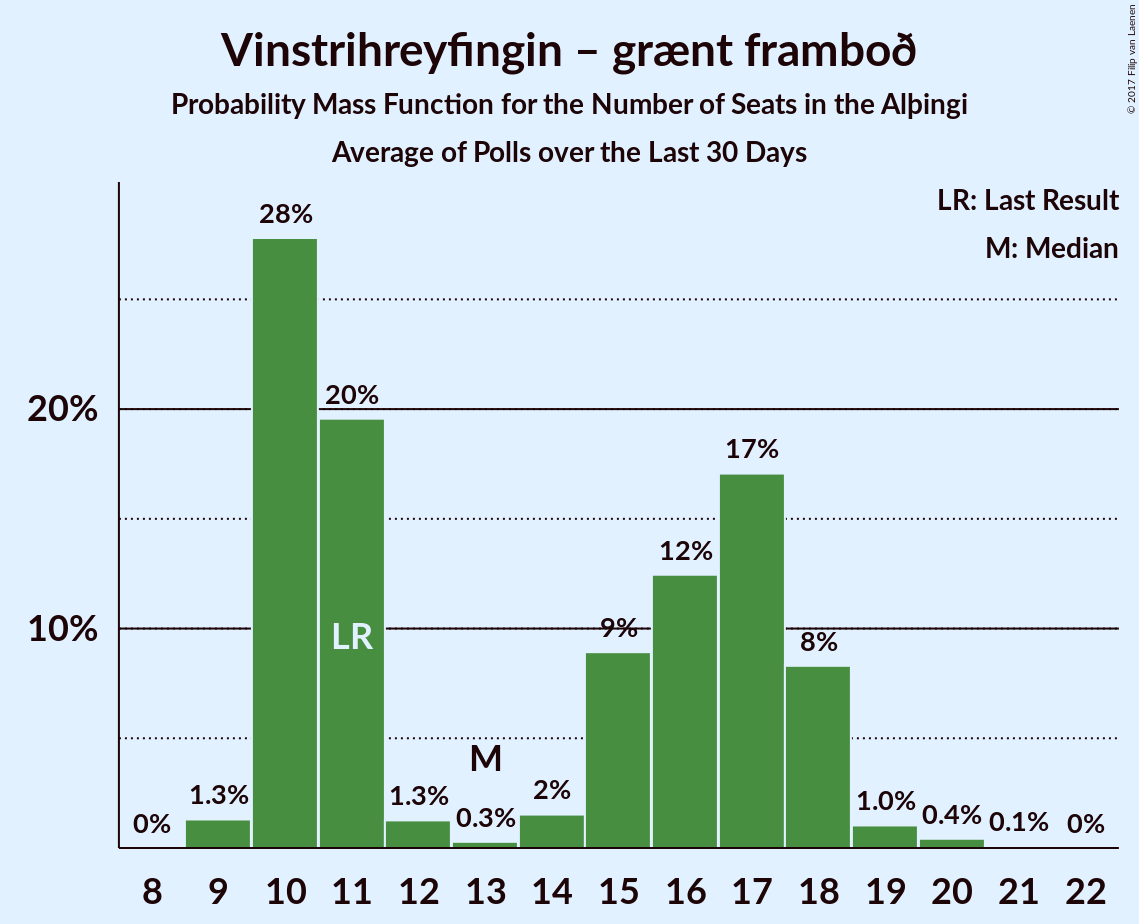 Vinstrihreyfingin – grænt framboð
Probability Mass Function for the Number of Seats in the Alþingi
Average of Polls over the Last 30 Days
© 2017 Filip van Laenen
LR: Last Result
M: Median
28%
20%
20%
17%
12%
10%
9%
8%
LR
M
0%
1.3%
1.3%
0.3%
2%
1.0%
0.4%
0.1%
0%
8 9 10 11 12 13 14 15 16 17 18 19 20 21 22